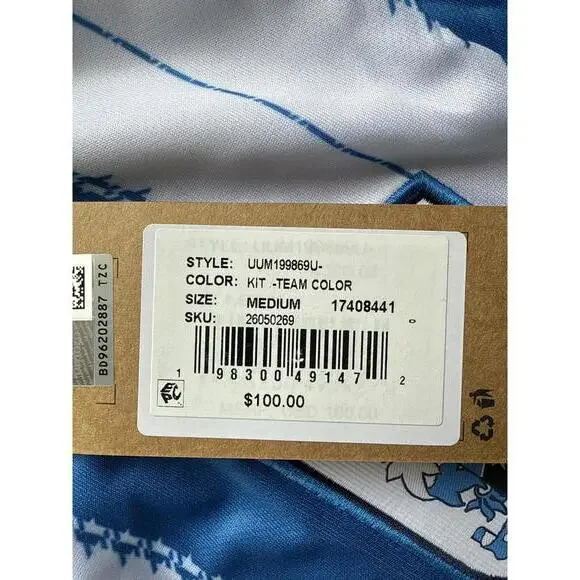 STYLE: UUM199869U-
COLOR: KIT -TEAM COLOR
SIZE: MEDIUM 17408441
SKU: 26050269
0
1 98300 49147 2
$100.00
BD96202887 TZC